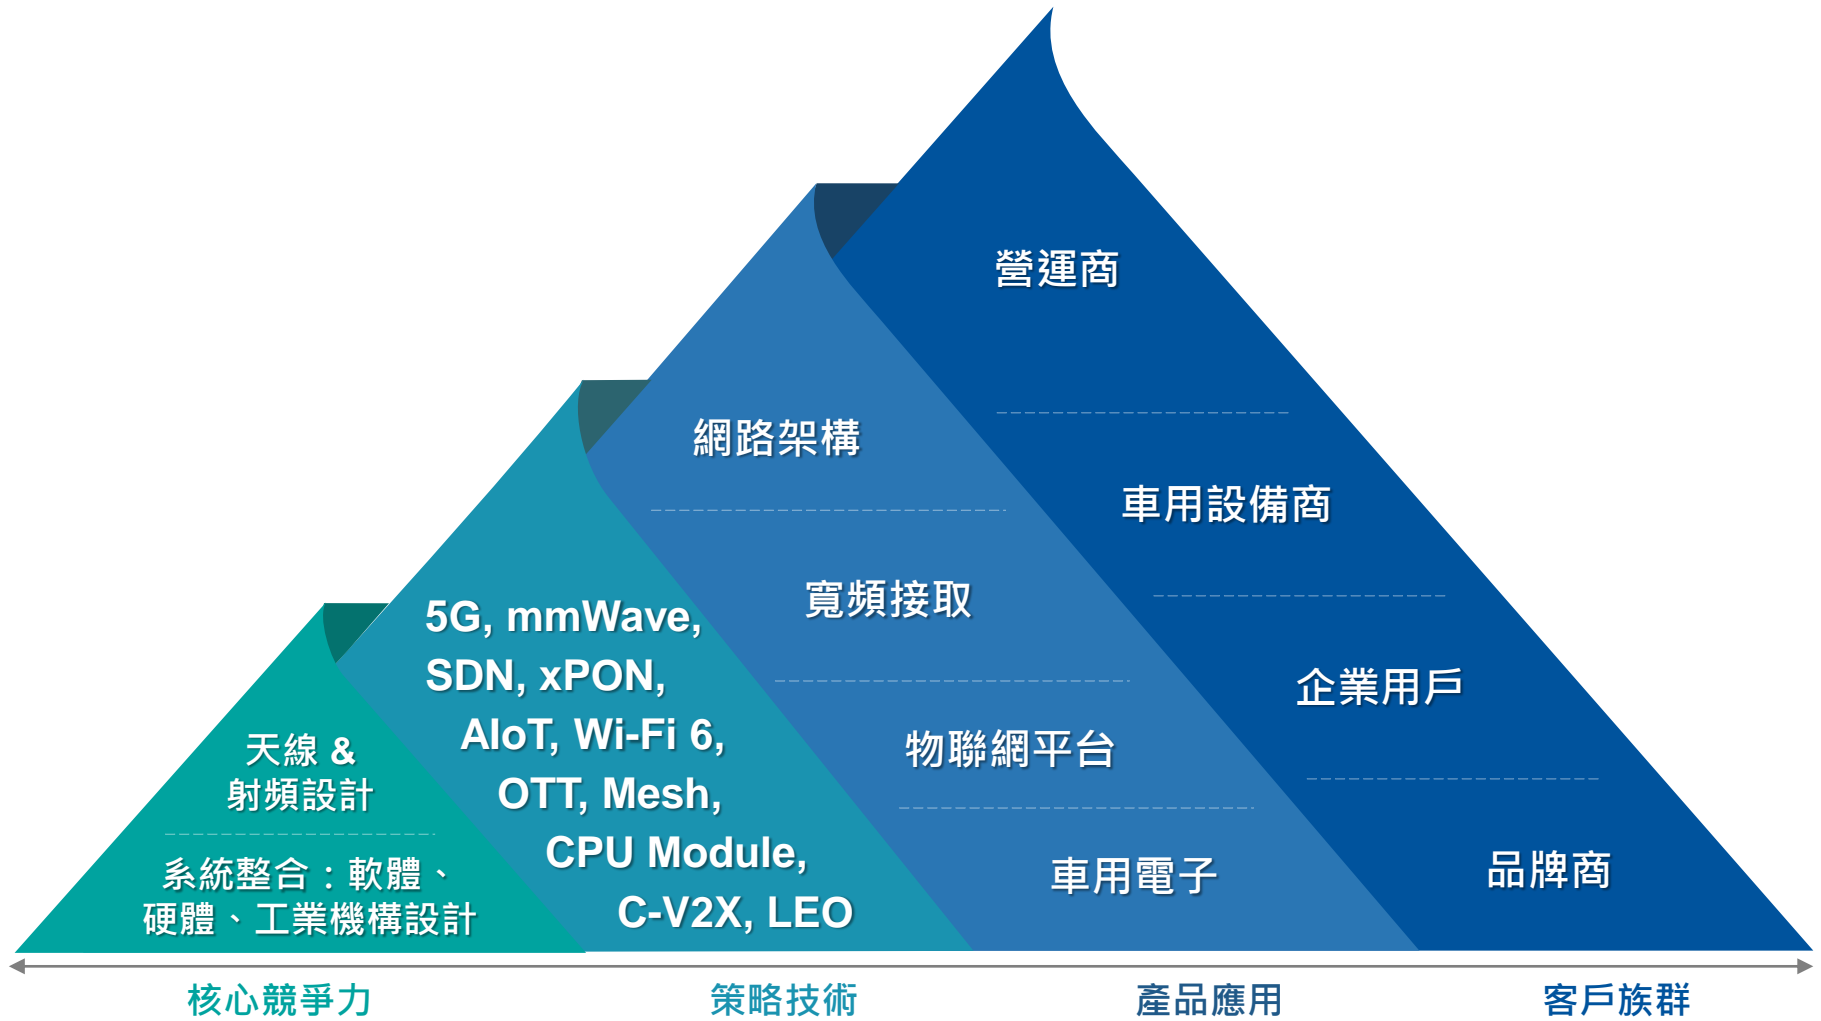 天線 &
射頻設計
系統整合：軟體、
硬體、工業機構設計
5G, mmWave,
SDN, xPON,
AIoT, Wi-Fi 6,
OTT, Mesh,
CPU Module,
C-V2X, LEO
網路架構
寬頻接取
物聯網平台
車用電子
營運商
車用設備商
企業用戶
品牌商
核心競爭力
策略技術
產品應用
客戶族群